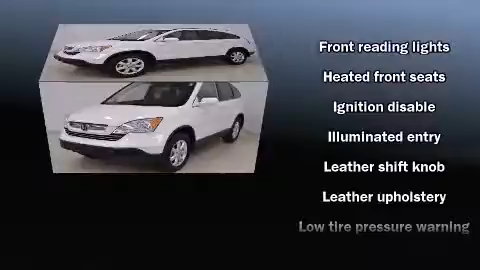 Front reading lights
Heated front seats
Ignition disable
Illuminated entry
Leather shift knob
Leather upholstery
Low tire pressure warning